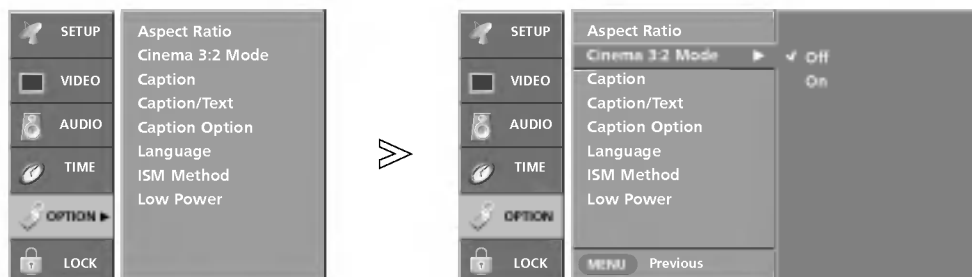 SETUP
VIDEO
AUDIO
TIME
OPTION
LOCK
Aspect Ratio
Cinema 3:2 Mode
Caption
Caption/Text
Caption Option
Language
ISM Method
Low Power
SETUP
VIDEO
AUDIO
TIME
OPTION
LOCK
Aspect Ratio
Cinema 3:2 Mode
Caption
Caption/Text
Caption Option
Language
ISM Method
Low Power
MENU Previous
Off
On